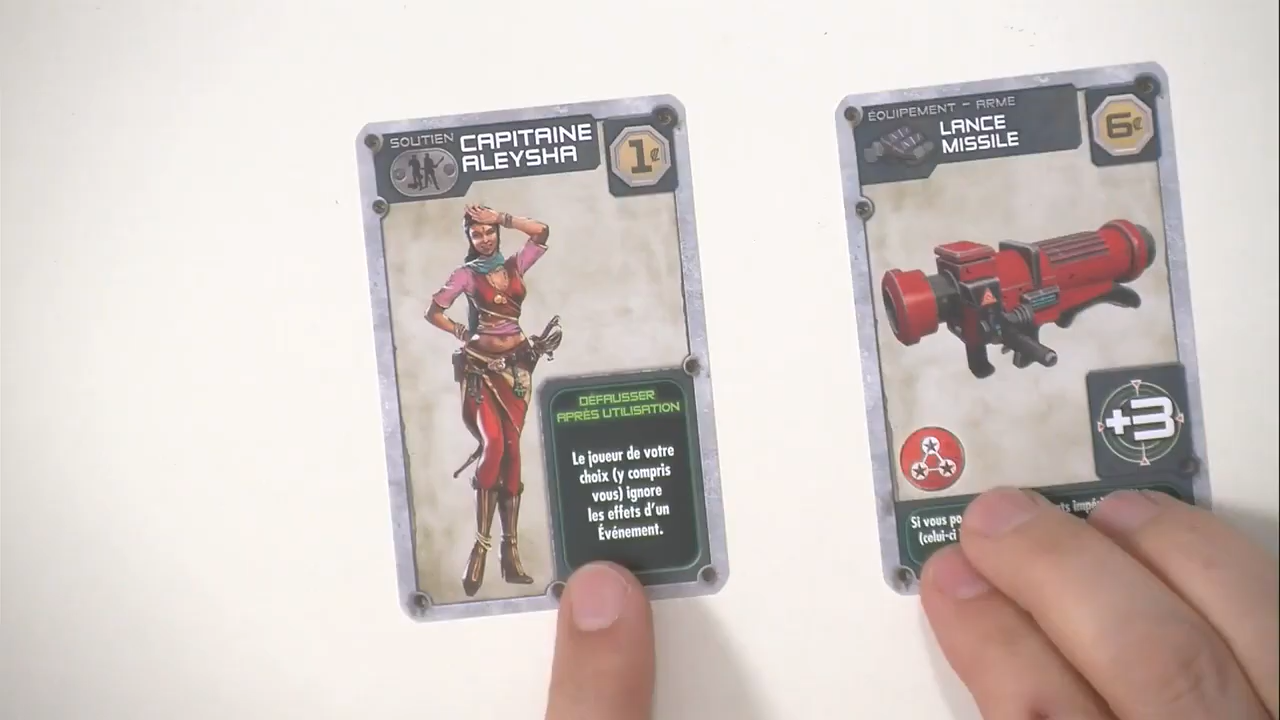 SOUTIEN
CAPITAINE
ALEYSHA
1
DÉFAUSSER
APRÈS UTILISATION
Le joueur de votre
choix (y compris
vous) ignore
les effets d'un
Événement.
ÉQUIPEMENT - ARME
LANCE
MISSILE
6
+3
Si vous
(celui-ci